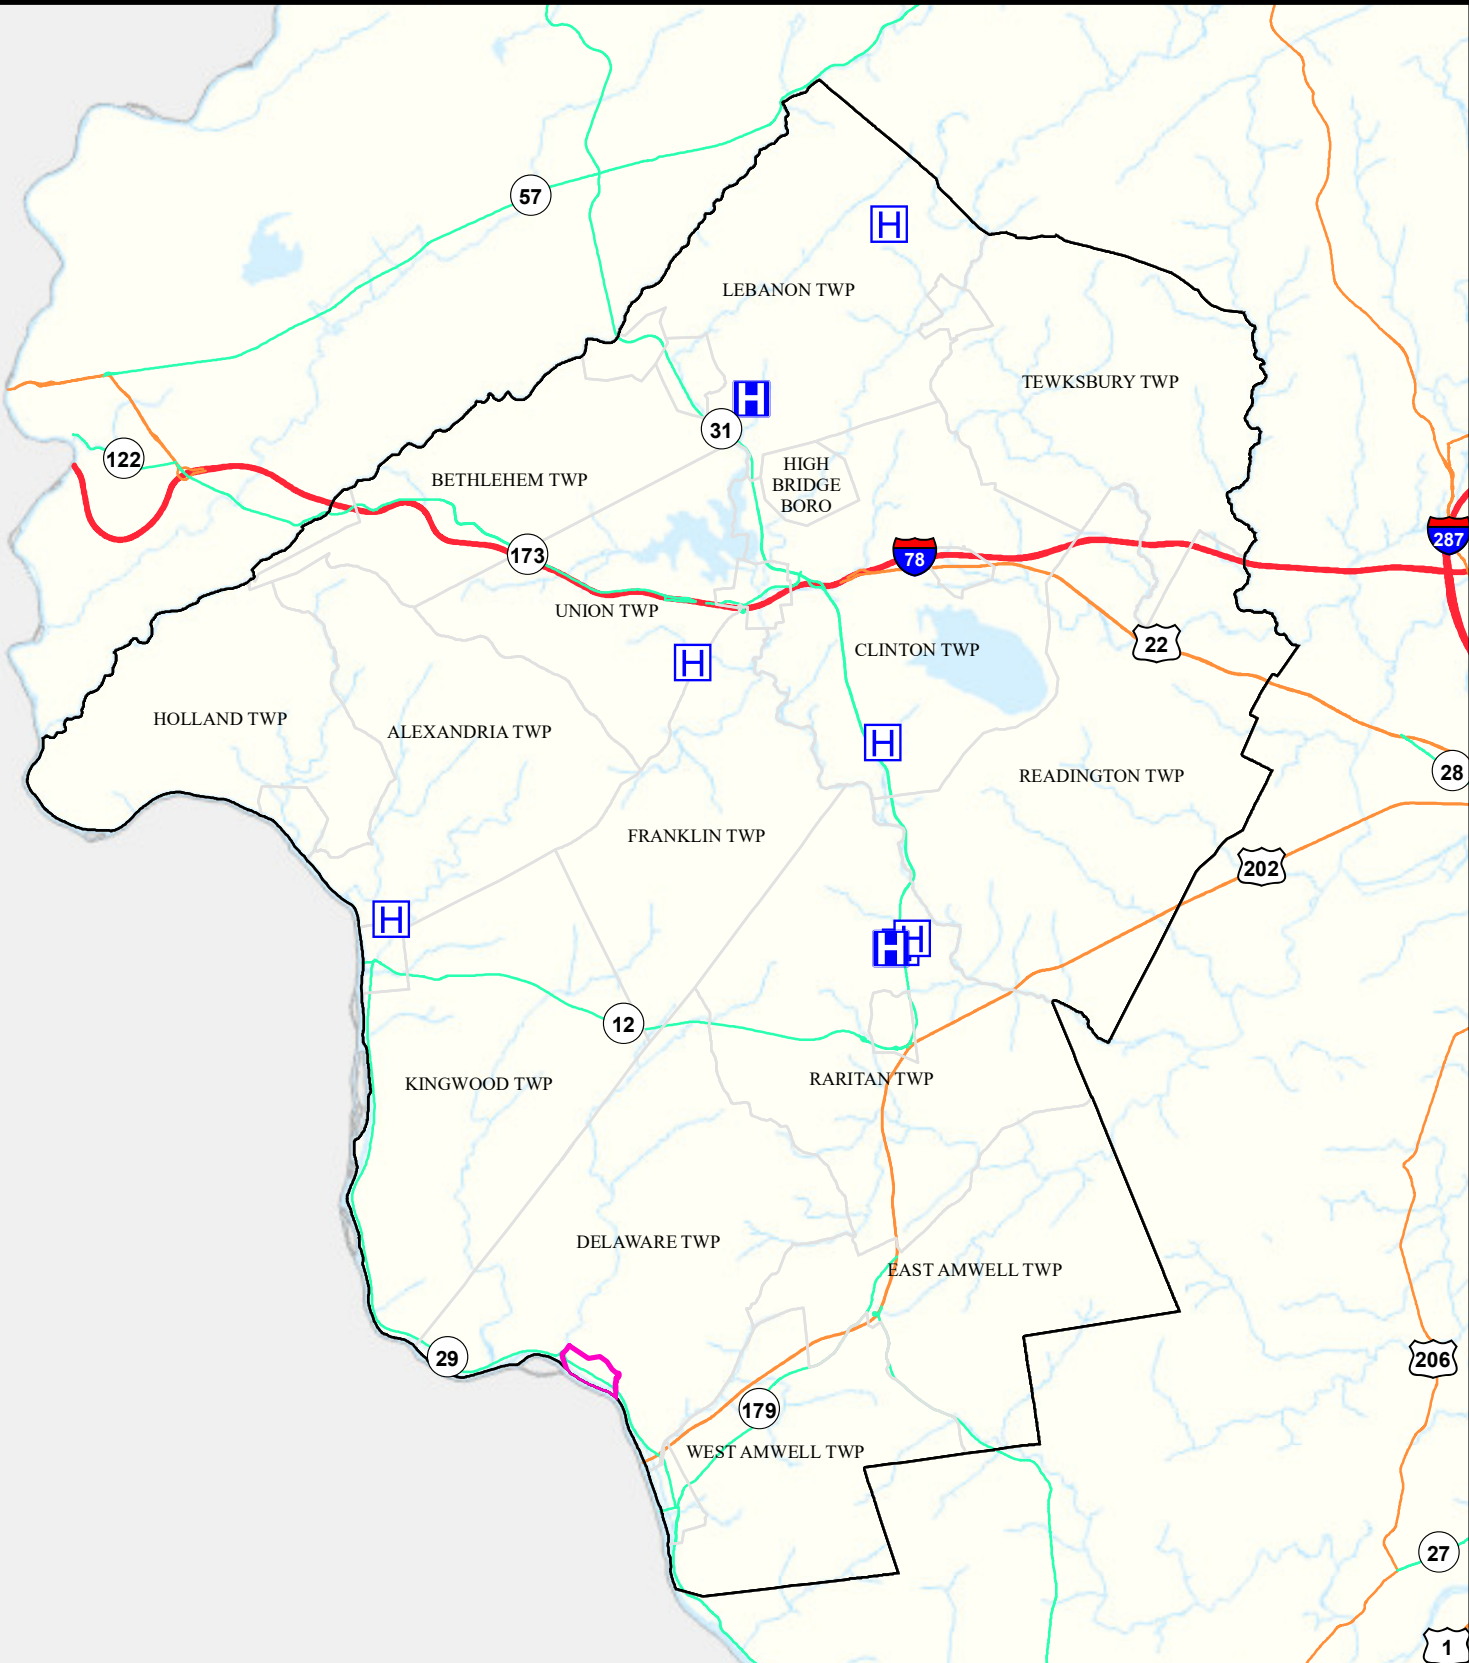 57
H
LEBANON TWP
TEWKSBURY TWP
H
31
122
BETHLEHEM TWP
HIGH
BRIDGE
BORO
287
173
78
UNION TWP
22
CLINTON TWP
H
HOLLAND TWP
ALEXANDRIA TWP
H
28
READINGTON TWP
FRANKLIN TWP
202
H
H
H
12
KINGWOOD TWP
RARITAN TWP
DELAWARE TWP
EAST AMWELL TWP
29
206
179
WEST AMWELL TWP
27
1